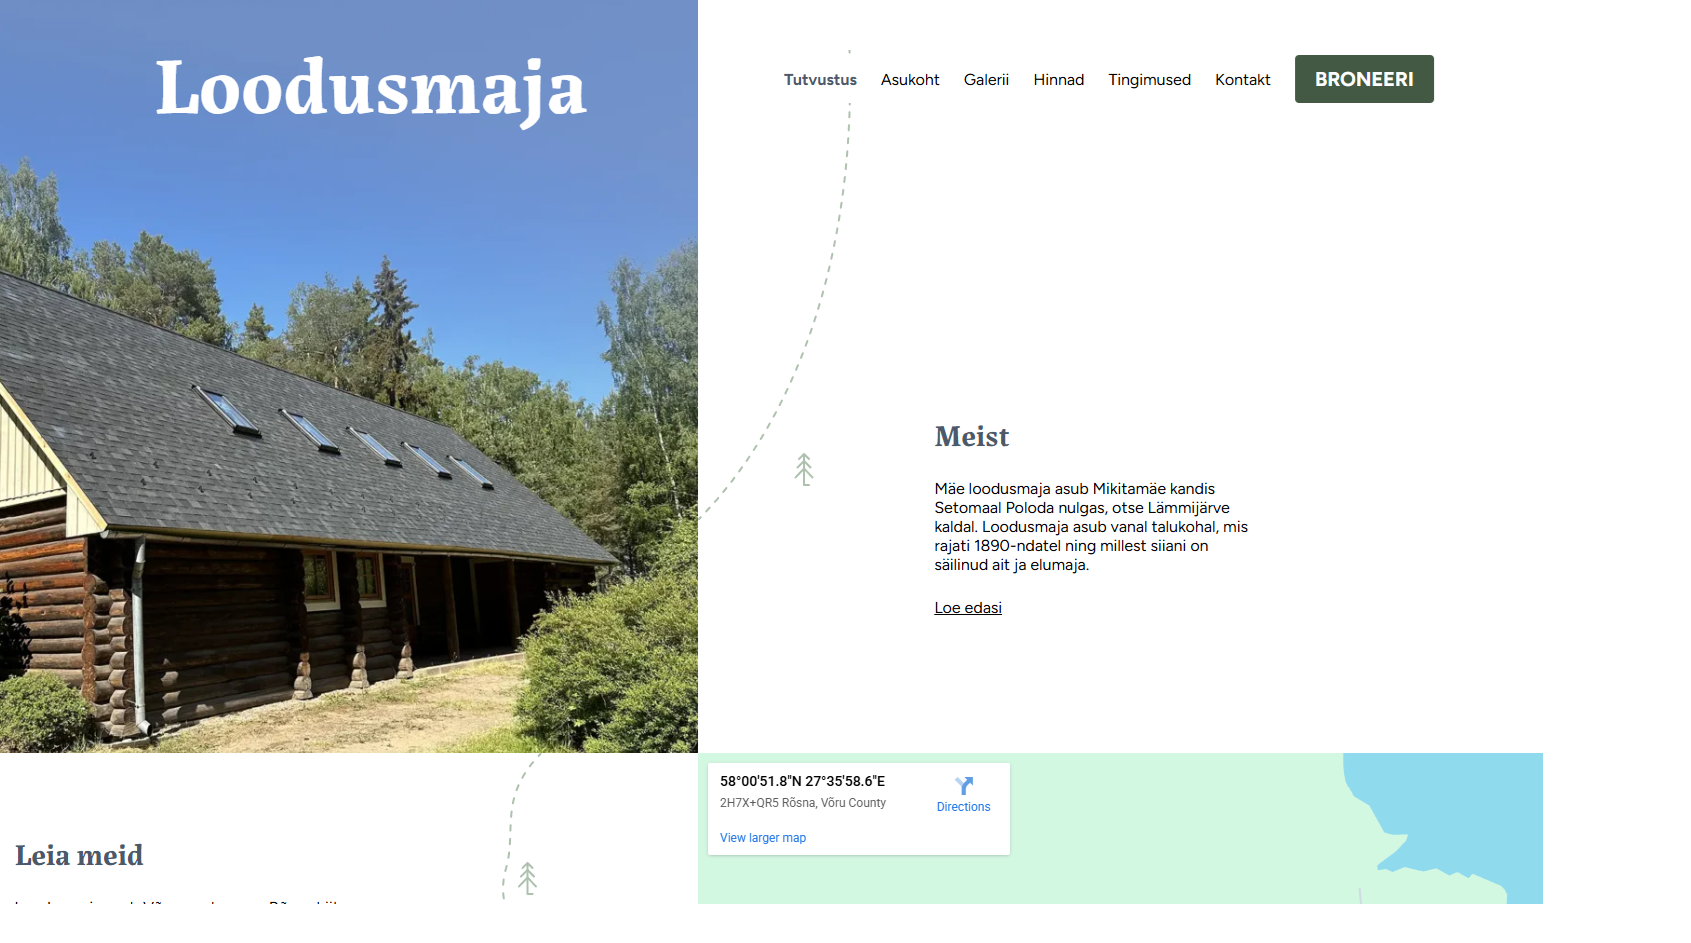 Loodusmaja
Tutvustus Asukoht Galerii Hinnad Tingimused Kontakt BRONEERI
Meist
Mäe loodusmaja asub Mikitamäe kandis
Setomaal Poloda nulgas, otse Lämmijärve
kaldal. Loodusmaja asub vanal talukohal, mis
rajati 1890-ndatel ning millest siiani on
säilinud ait ja elumaja.
Loe edasi
58°00'51.8"N 27°35'58.6"E
2H7X+QR5 Rõsna, Võru County
Directions
View larger map
Leia meid